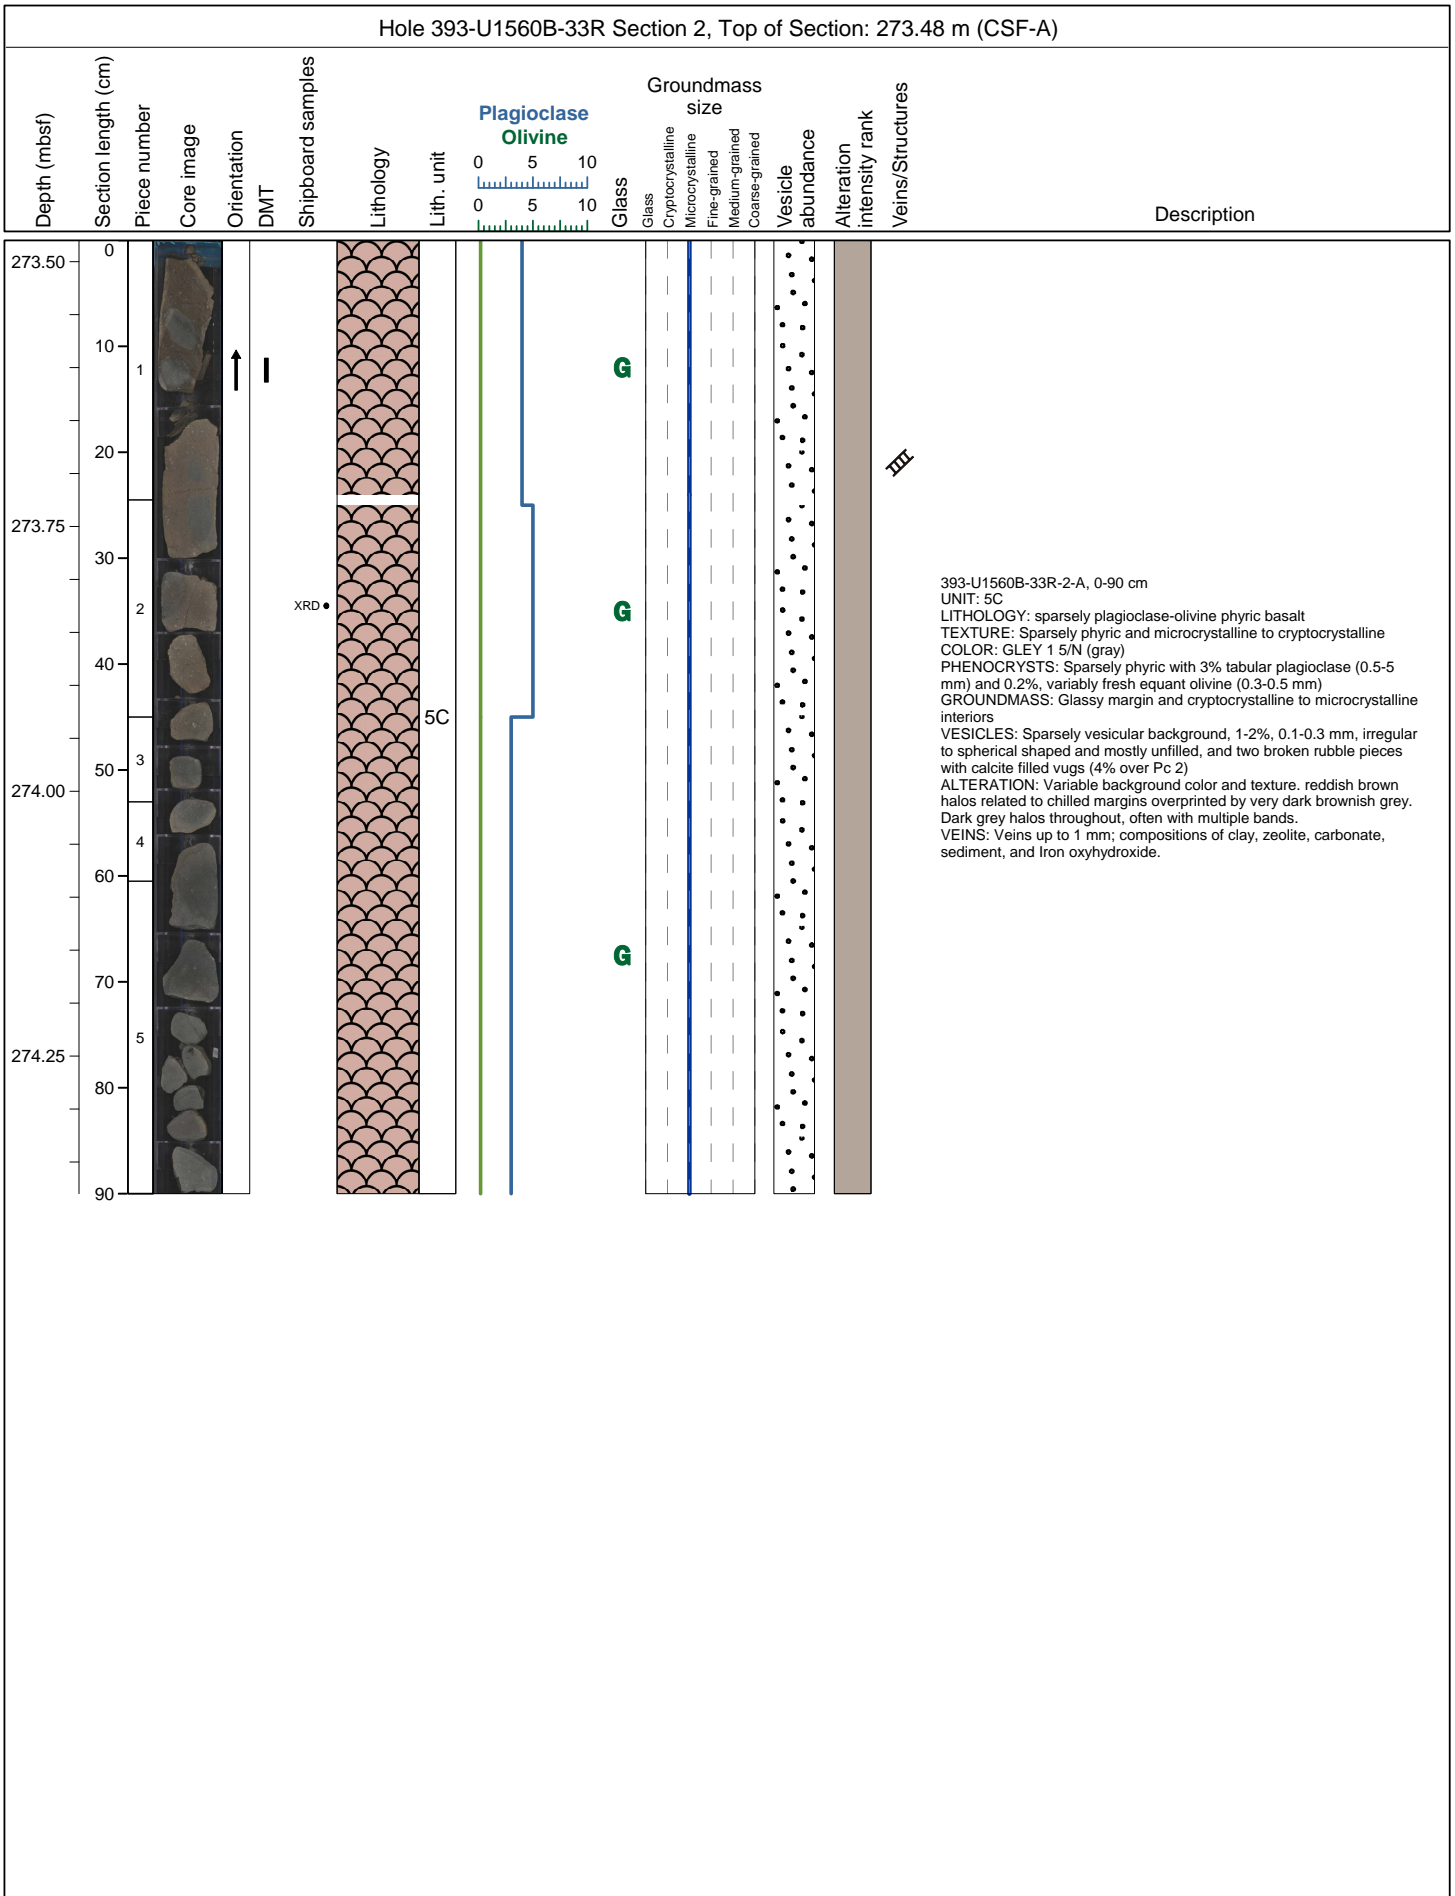 Hole 393-U1560B-33R Section 2, Top of Section: 273.48 m (CSF-A)
Depth (mbsf)
Section length (cm)
Piece number
Core image
Orientation
DMT
Shipboard samples
Lithology
Lith. unit
Plagioclase
Olivine
0 5 10
0 5 10
Glass
Groundmass
size
Glass
Cryptocrystalline
Microcrystalline
Fine-grained
Medium-grained
Coarse-grained
Vesicle
abundance
Alteration
intensity rank
Veins/Structures
Description
273.50
273.75
274.00
274.25
0
10
20
30
40
50
60
70
80
90
1
2
3
4
5
XRD
5C
G
G
G
393-U1560B-33R-2-A, 0-90 cm
UNIT: 5C
LITHOLOGY: sparsely plagioclase-olivine phyric basalt
TEXTURE: Sparsely phyric and microcrystalline to cryptocrystalline
COLOR: GLEY 1 5/N (gray)
PHENOCRYSTS: Sparsely phyric with 3% tabular plagioclase (0.5-5
mm) and 0.2%, variably fresh equant olivine (0.3-0.5 mm)
GROUNDMASS: Glassy margin and cryptocrystalline to microcrystalline
interiors
VESICLES: Sparsely vesicular background, 1-2%, 0.1-0.3 mm, irregular
to spherical shaped and mostly unfilled, and two broken rubble pieces
with calcite filled vugs (4% over Pc 2)
ALTERATION: Variable background color and texture. reddish brown
halos related to chilled margins overprinted by very dark brownish grey.
Dark grey halos throughout, often with multiple bands.
VEINS: Veins up to 1 mm; compositions of clay, zeolite, carbonate,
sediment, and Iron oxyhydroxide.